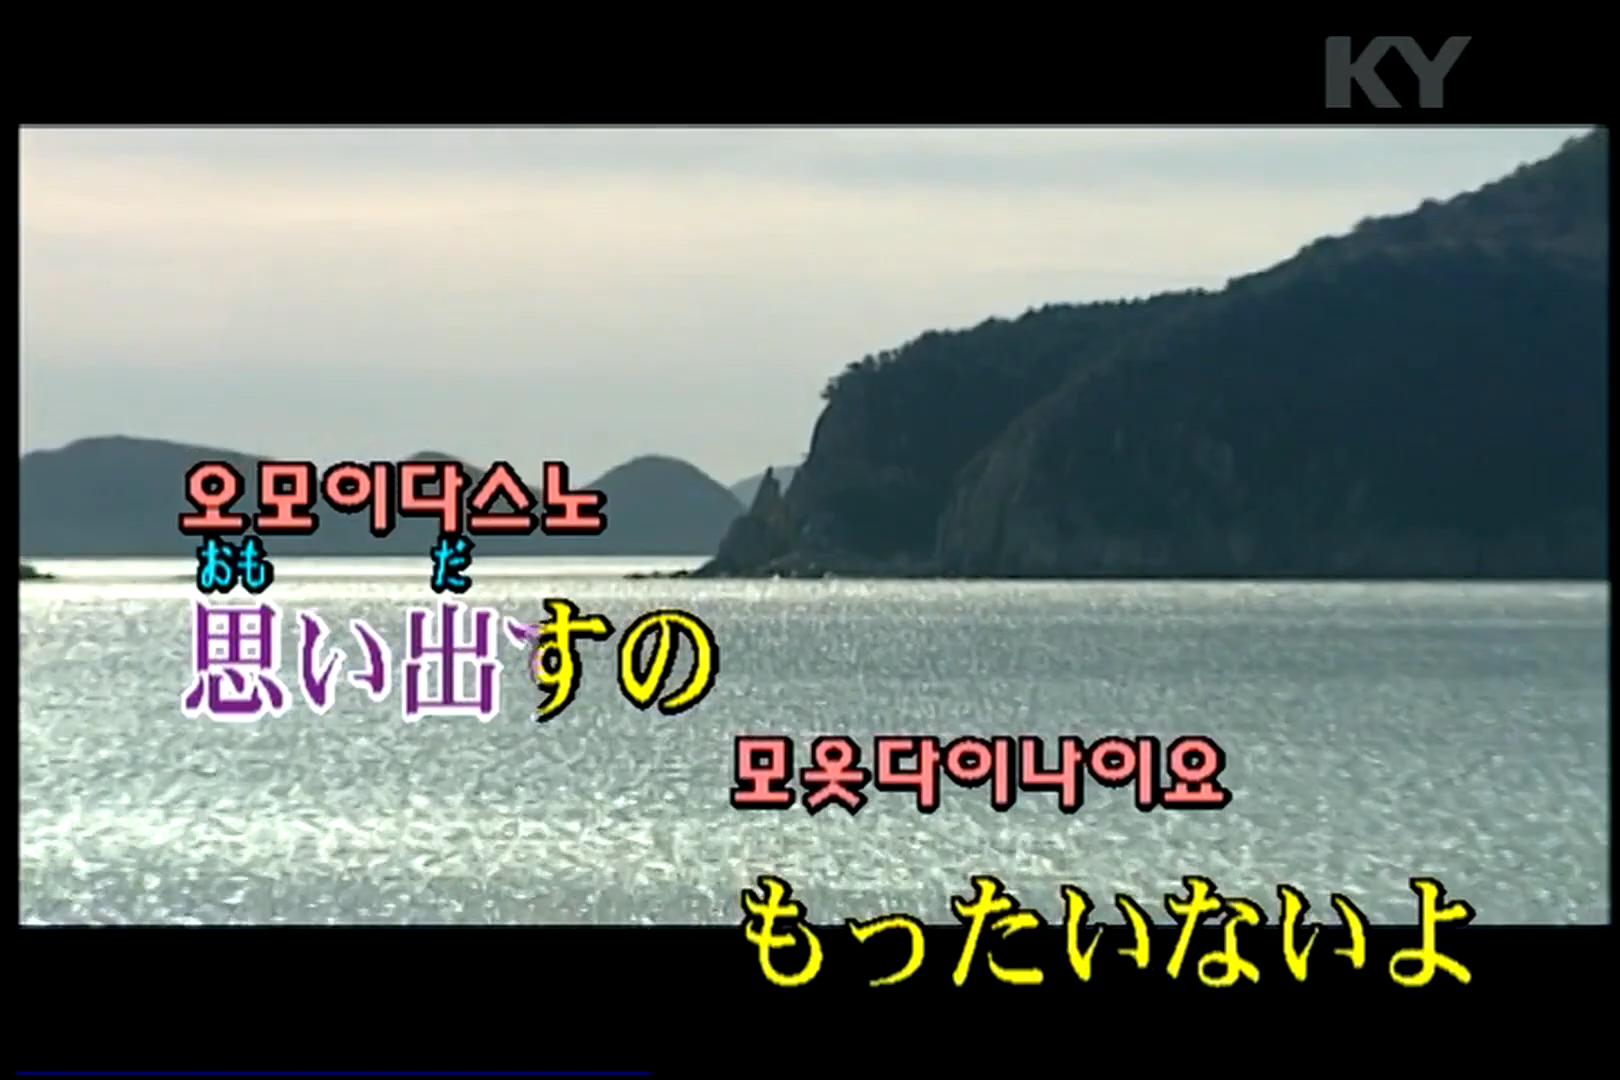 KY
오모이다스노
おも だ
思い出すの
모옷다이나이요
もったいないよ